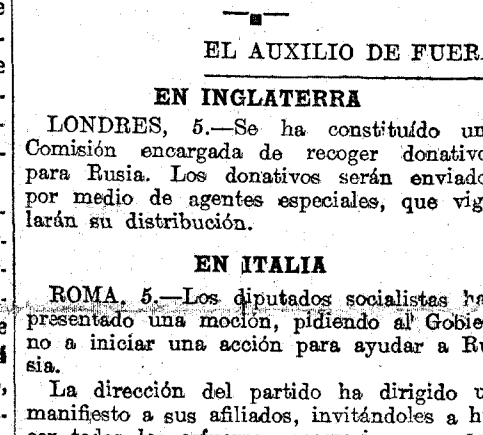 EL AUXILIO DE FUER
EN INGLATERRA
LONDRES, 5.—Se ha constituído un
Comisión encargada de recoger donativo
para Rusia. Los donativos serán enviado
por medio de agentes especiales, que vig
larán su distribución.
EN ITALIA
ROMA, 5.—Los diputados socialistas ha
presentado una moción, pidiendo al Gobie
no a iniciar una acción para ayudar a Ru
sia.
La dirección del partido ha dirigido u
manifiesto a sus afiliados, invitándoles a h